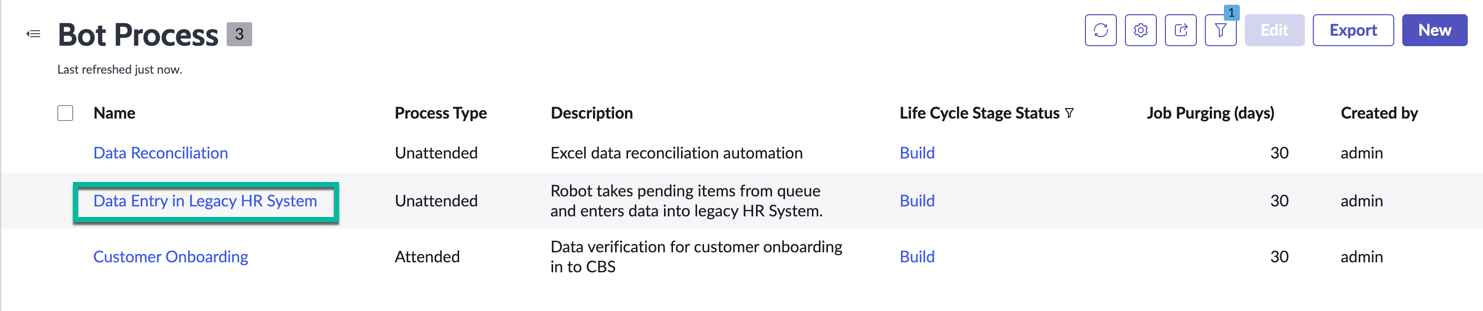 Bot Process 3
1
Edit Export New
Last refreshed just now.
Name Process Type Description Life Cycle Stage Status Job Purging (days) Created by
Data Reconciliation Unattended Excel data reconciliation automation Build 30 admin
Data Entry in Legacy HR System Unattended Robot takes pending items from queue Build 30 admin
and enters data into legacy HR System.
Customer Onboarding Attended Data verification for customer onboarding Build 30 admin
in to CBS